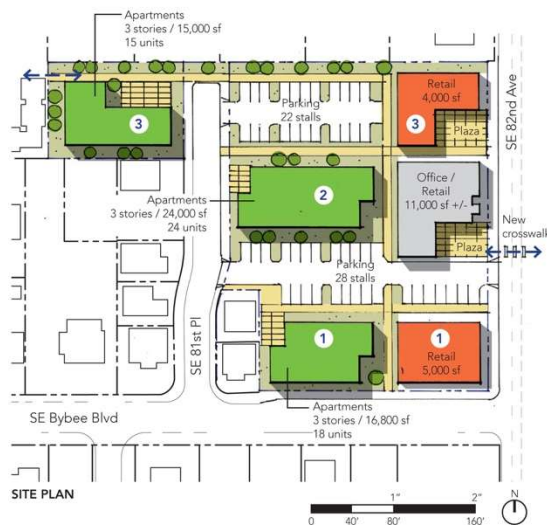 Apartments
3 stories / 15,000 sf
15 units
Retail
4,000 sf
3
3
Plaza
Parking
22 stalls
SE 82nd Ave
2
Apartments
3 stories / 24,000 sf
24 units
Office /
Retail
11,000 sf +/-
Plaza
New
crosswalk
Parking
28 stalls
SE 81st Pl
1
1
Retail
5,000 sf
Apartments
3 stories / 16,800 sf
18 units
SE Bybee Blvd
SITE PLAN
1"
2"
0
40'
80'
160'
N